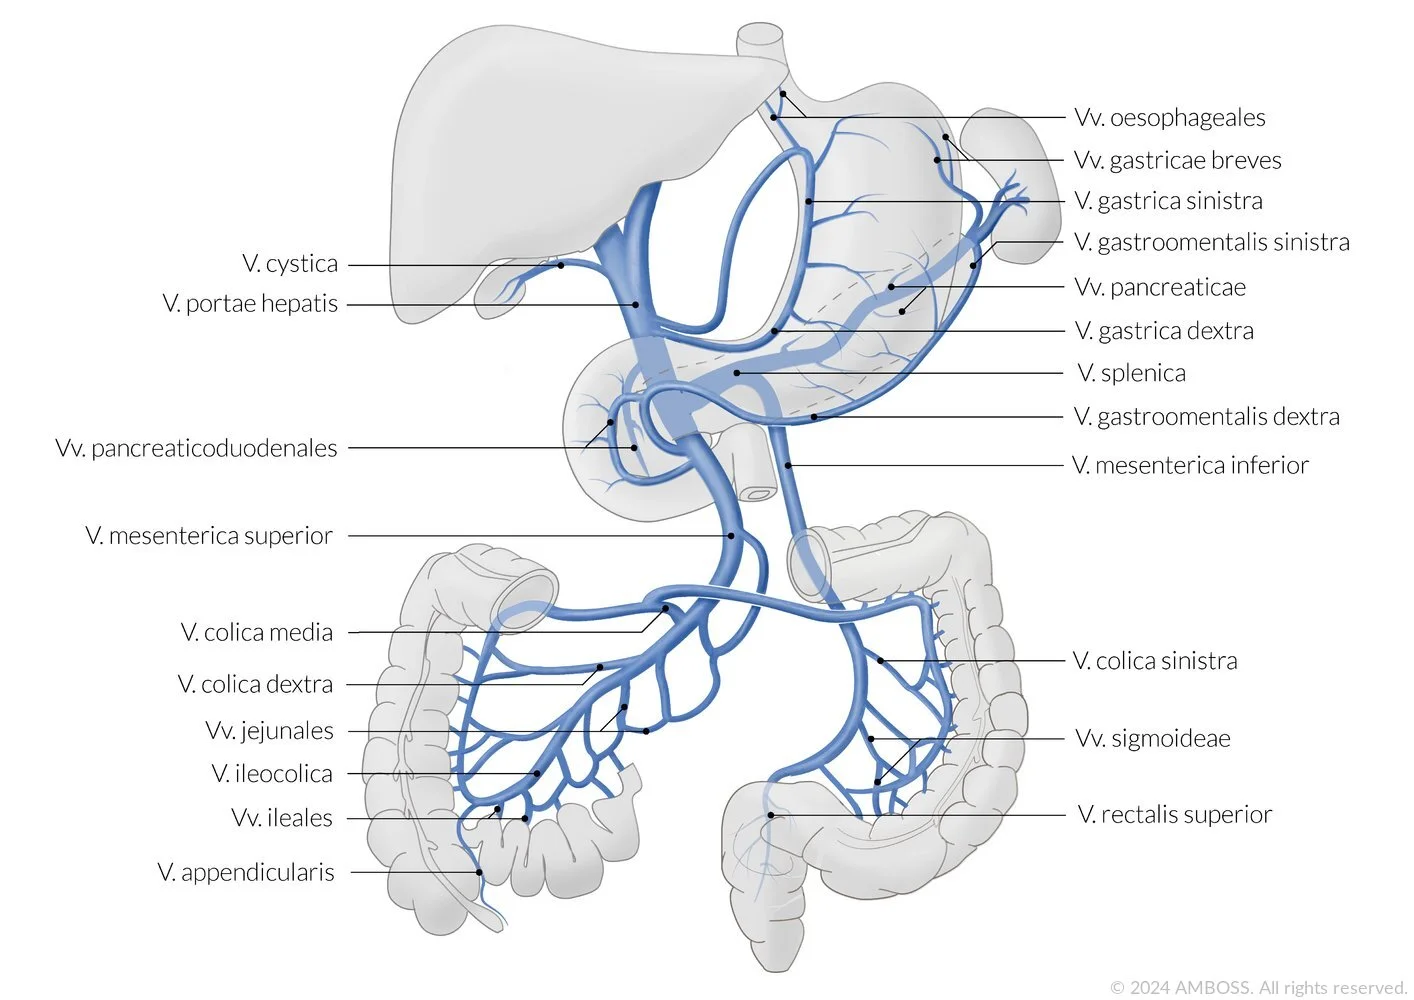 Vv. oesophageales
Vv. gastricae breves
V. gastrica sinistra
V. gastroomentalis sinistra
V. cystica
Vv. pancreaticae
V. portae hepatis
V. gastrica dextra
V. splenica
V. gastroomentalis dextra
Vv. pancreaticoduodenales
V. mesenterica inferior
V. mesenterica superior
V. colica media
V. colica sinistra
V. colica dextra
Vv. jejunales
Vv. sigmoideae
V. ileocolica
Vv. ileales
V. rectalis superior
V. appendicularis
© 2024 AMBOSS. All rights reserved.